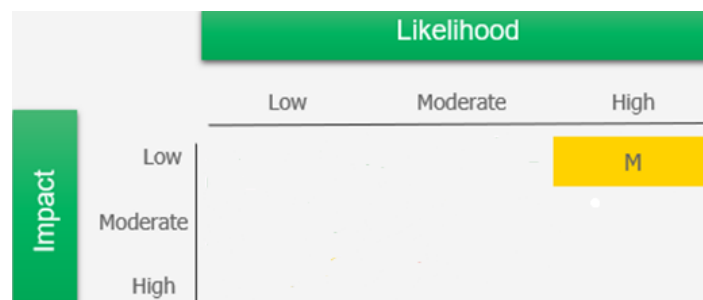 Likelihood
Low Moderate High
Impact
Low M
Moderate
High